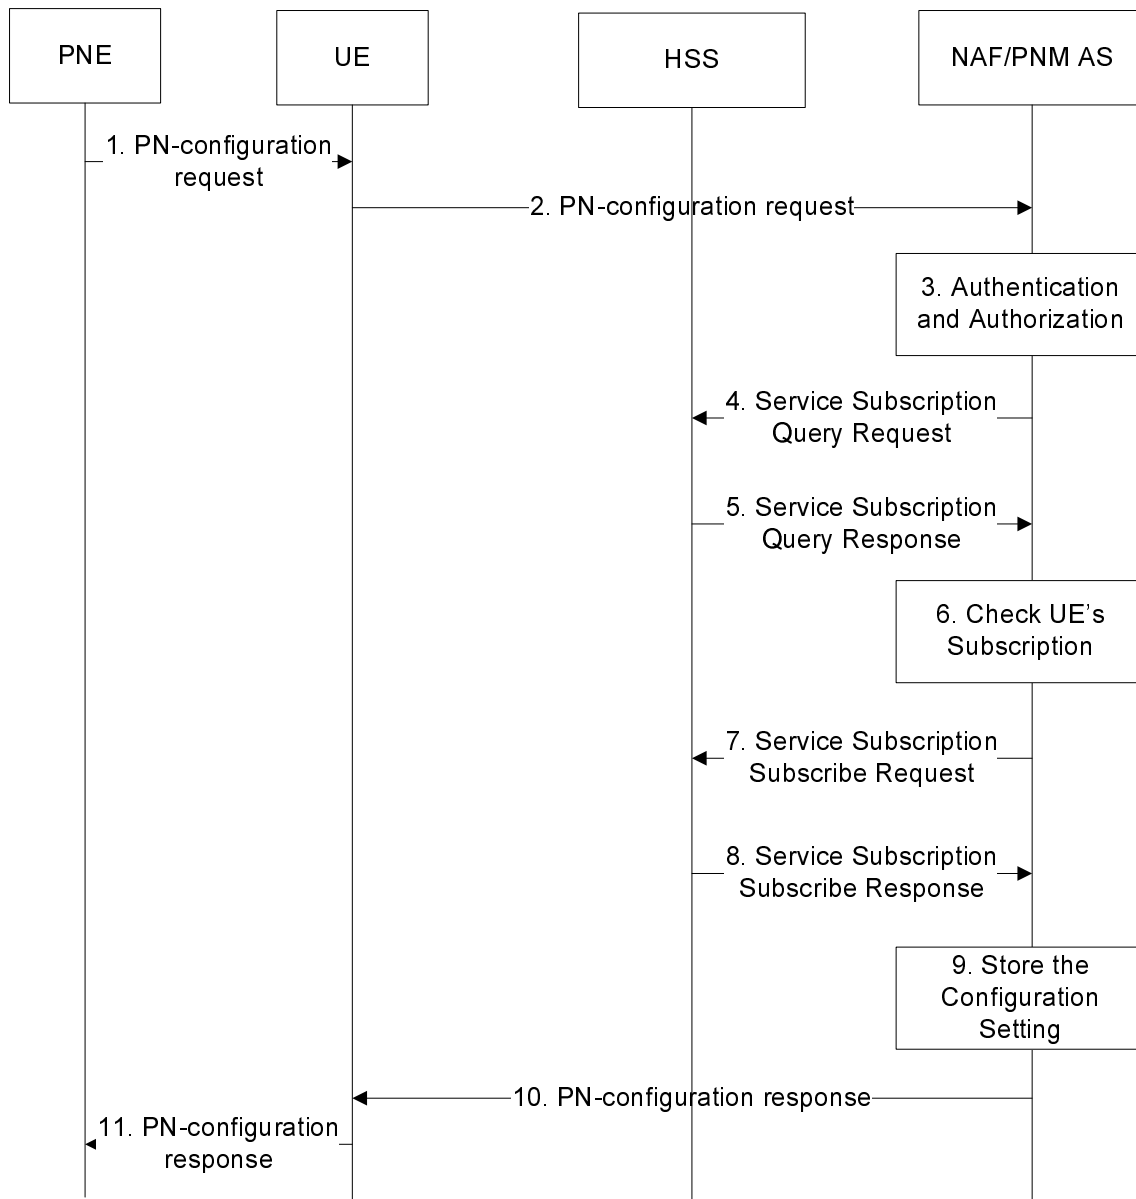 PNE
UE
HSS
NAF/PNM AS
1. PN-configuration
request
2. PN-configuration request
3. Authentication
and Authorization
4. Service Subscription
Query Request
5. Service Subscription
Query Response
6. Check UE’s
Subscription
7. Service Subscription
Subscribe Request
8. Service Subscription
Subscribe Response
9. Store the
Configuration
Setting
10. PN-configuration response
11. PN-configuration
response